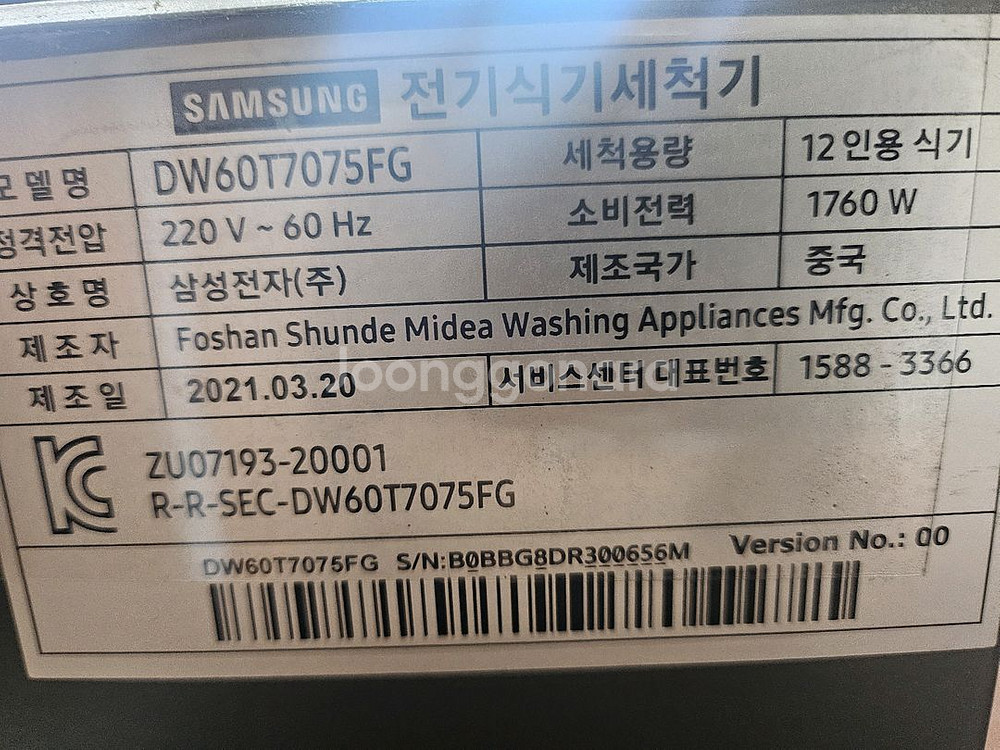 SAMSUNG 전기식기세척기
모델명 DW60T7075FG 세척용량 12 인용 식기
정격전압 220 V ~ 60 Hz 소비전력 1760 W
상호명 삼성전자(주) 제조국가 중국
제조자 Foshan Shunde Midea Washing Appliances Mfg. Co., Ltd.
제조일 2021.03.20 서비스센터대표번호 1588 - 3366
ZU07193-20001
R-R-SEC-DW60T7075FG
DW60T7075FG S/N:B0BBG8DR300656M Version No.: 00